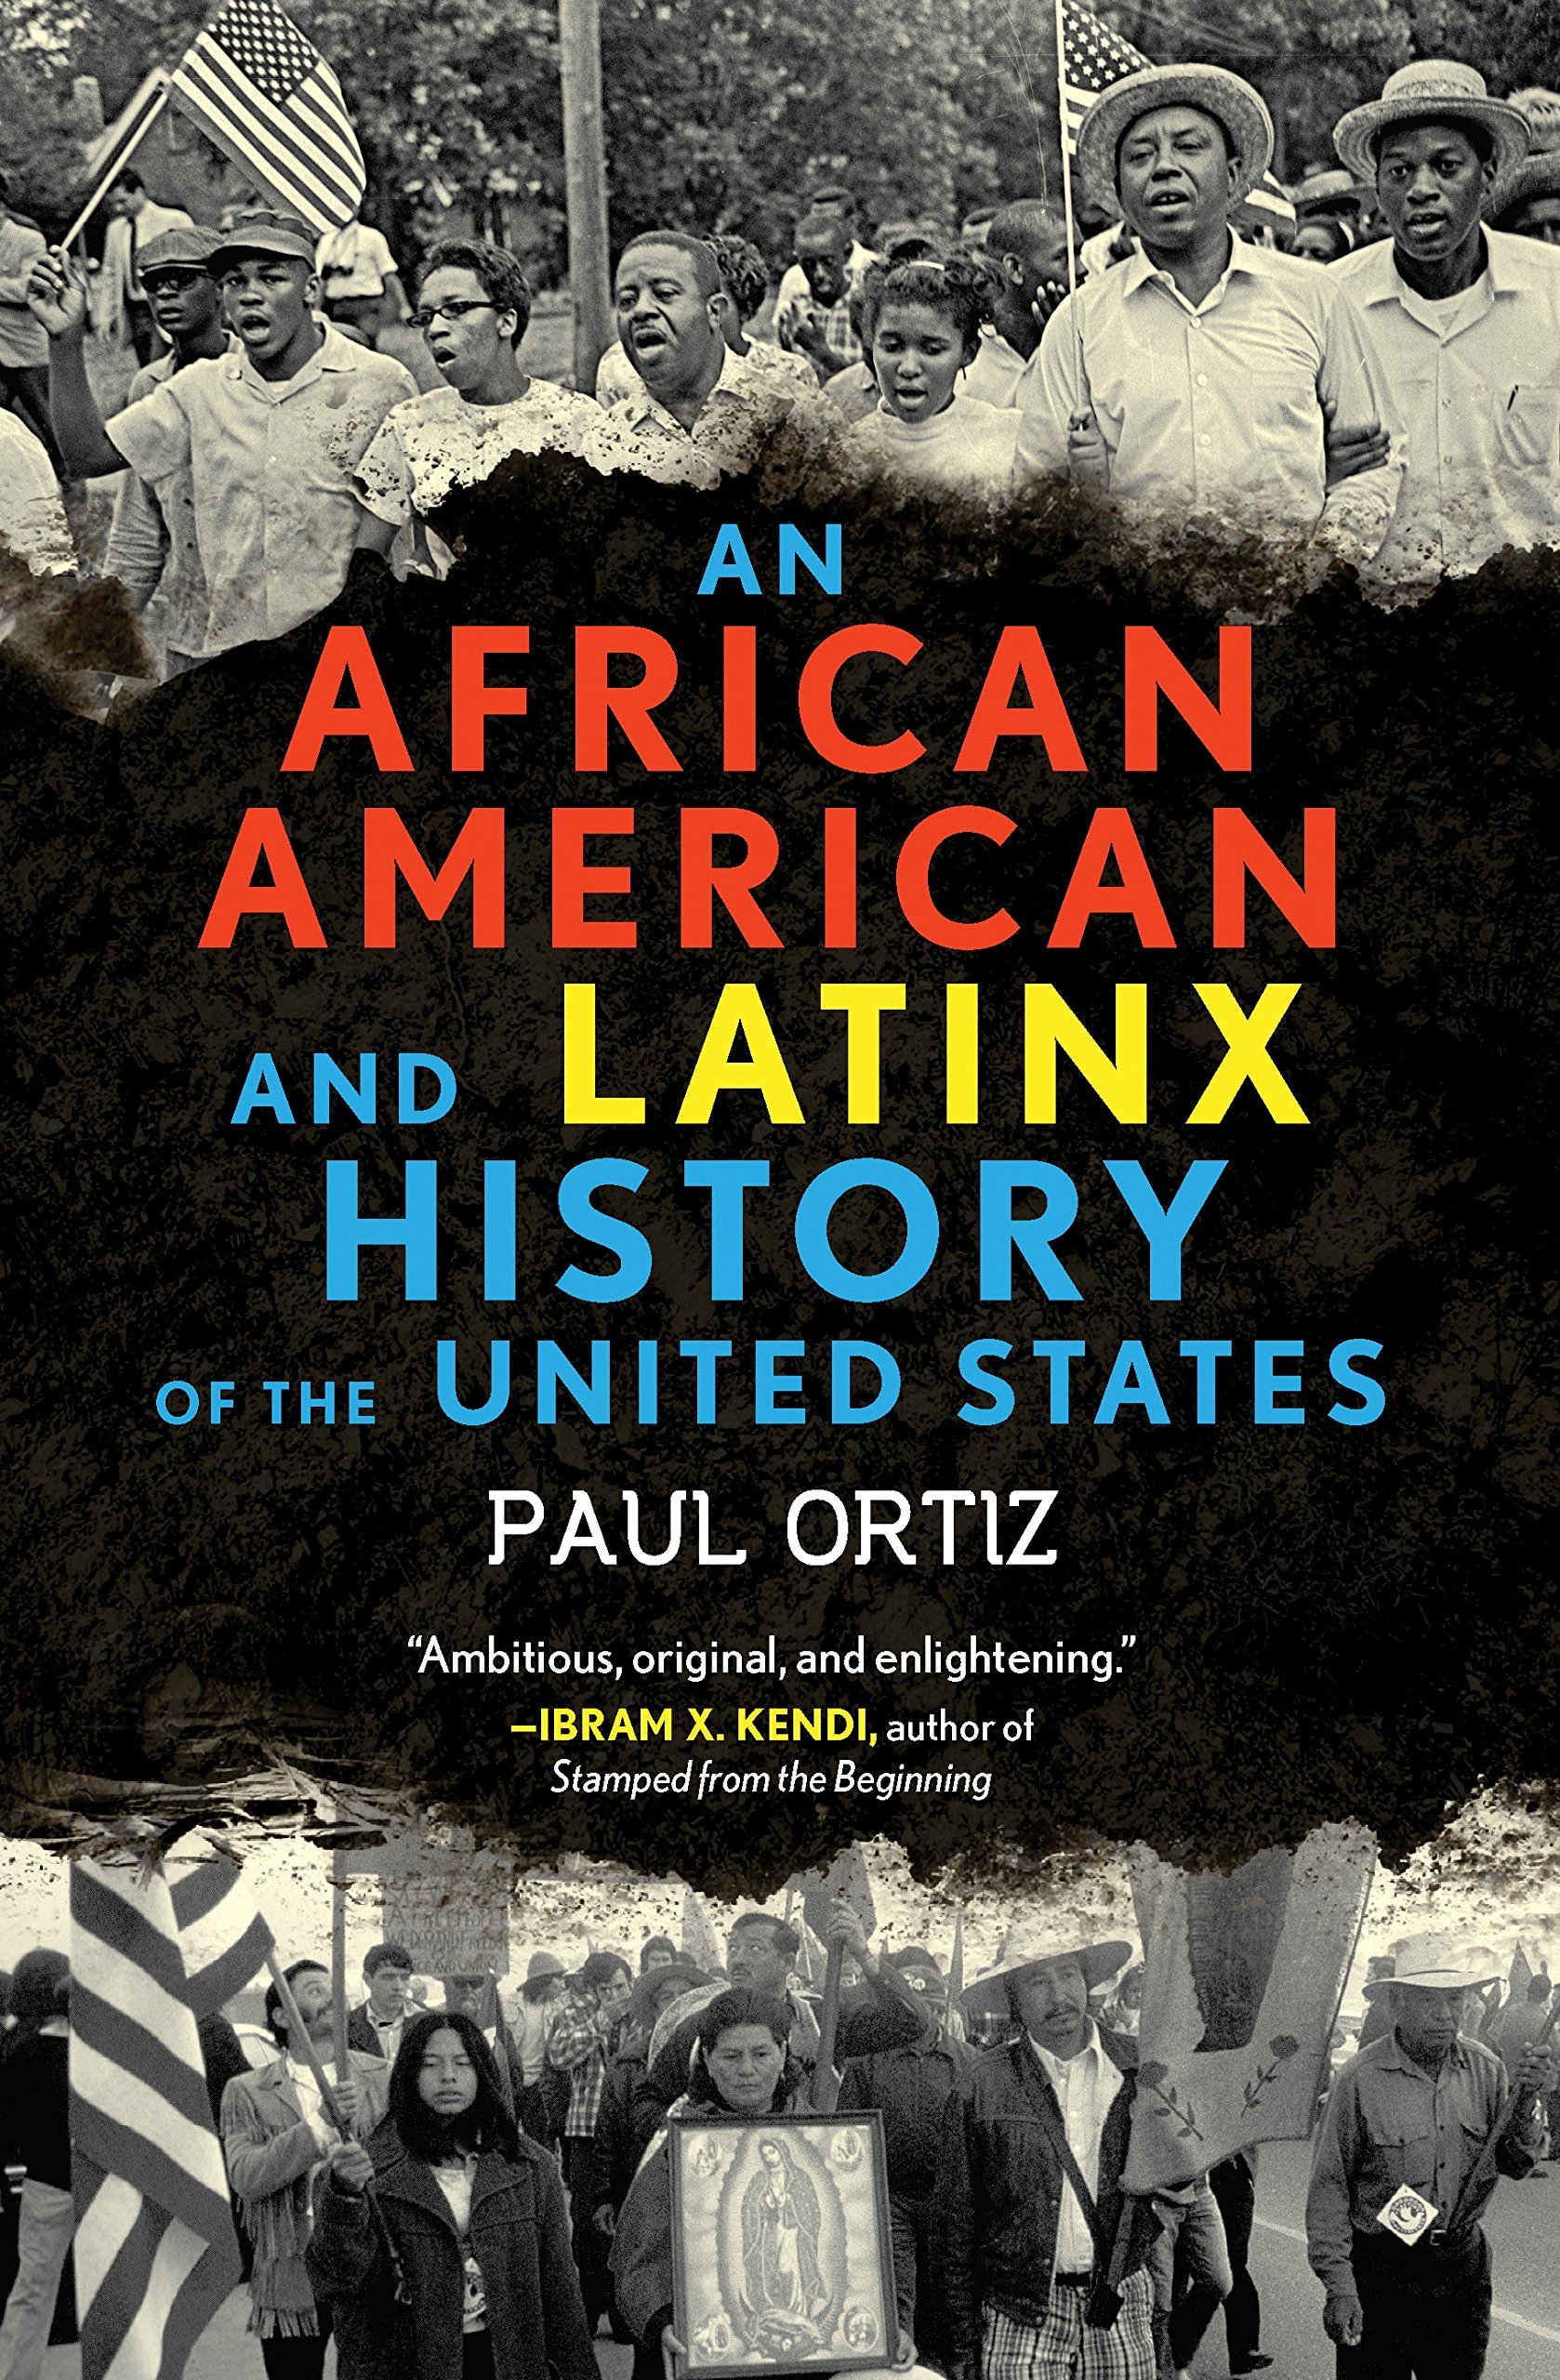 AN
AFRICAN
AMERICAN
AND LATINX
HISTORY
OF THE UNITED STATES
PAUL ORTIZ
“Ambitious, original, and enlightening.”
–IBRAM X. KENDI, author of
Stamped from the Beginning